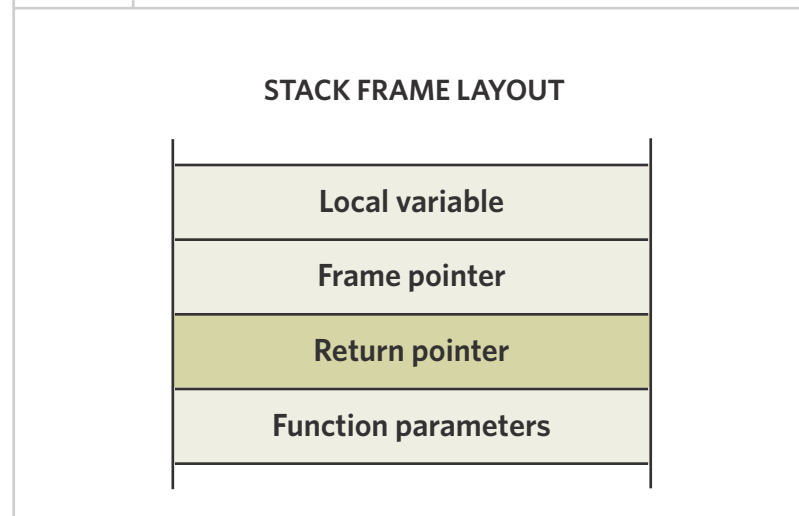 STACK FRAME LAYOUT
Local variable
Frame pointer
Return pointer
Function parameters